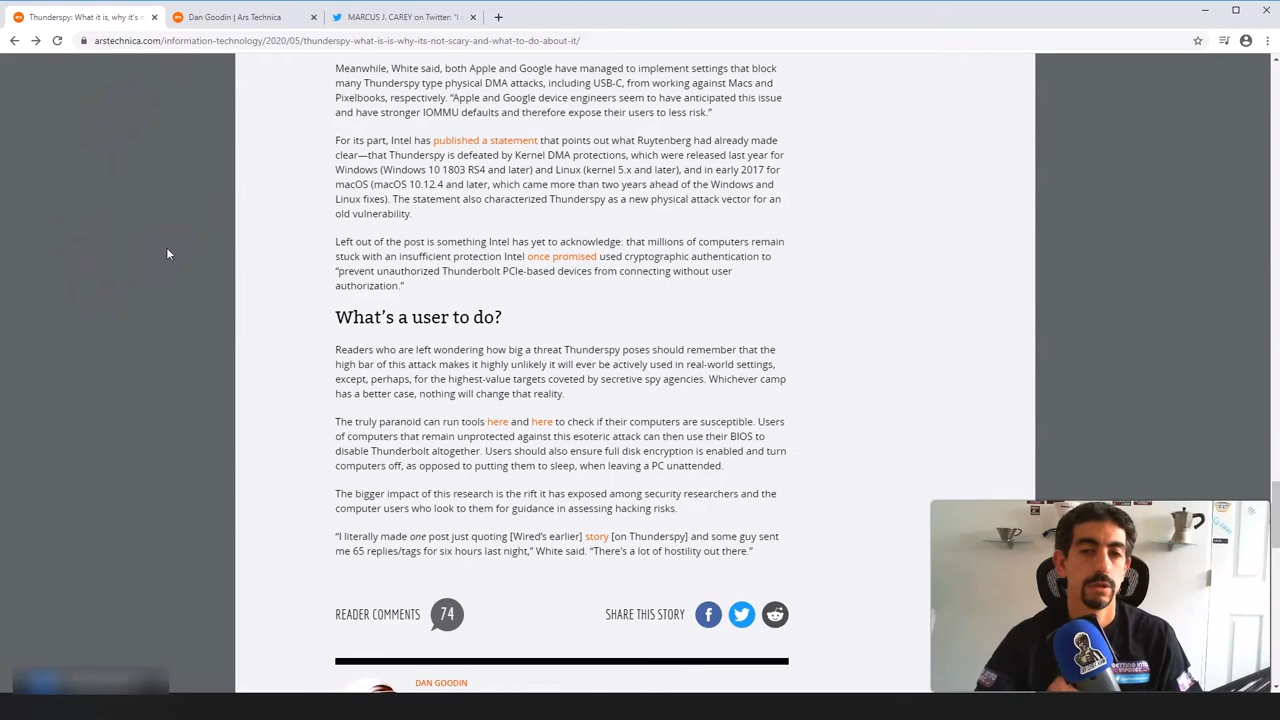 Thunderspy: What it is, why it's n
Dan Goodin | Ars Technica
MARCUS J. CAREY on Twitter: "I
arstechnica.com/information-technology/2020/05/thunderspy-what-is-is-why-its-not-scary-and-what-to-do-about-it/
Meanwhile, White said, both Apple and Google have managed to implement settings that block
many Thunderspy type physical DMA attacks, including USB-C, from working against Macs and
Pixelbooks, respectively. “Apple and Google device engineers seem to have anticipated this issue
and have stronger IOMMU defaults and therefore expose their users to less risk.”
For its part, Intel has published a statement that points out what Ruytenberg had already made
clear—that Thunderspy is defeated by Kernel DMA protections, which were released last year for
Windows (Windows 10 1803 RS4 and later) and Linux (kernel 5.x and later), and in early 2017 for
macOS (macOS 10.12.4 and later, which came more than two years ahead of the Windows and
Linux fixes). The statement also characterized Thunderspy as a new physical attack vector for an
old vulnerability.
Left out of the post is something Intel has yet to acknowledge: that millions of computers remain
stuck with an insufficient protection Intel once promised used cryptographic authentication to
“prevent unauthorized Thunderbolt PCIe-based devices from connecting without user
authorization.”
What’s a user to do?
Readers who are left wondering how big a threat Thunderspy poses should remember that the
high bar of this attack makes it highly unlikely it will ever be actively used in real-world settings,
except, perhaps, for the highest-value targets coveted by secretive spy agencies. Whichever camp
has a better case, nothing will change that reality.
The truly paranoid can run tools here and here to check if their computers are susceptible. Users
of computers that remain unprotected against this esoteric attack can then use their BIOS to
disable Thunderbolt altogether. Users should also ensure full disk encryption is enabled and turn
computers off, as opposed to putting them to sleep, when leaving a PC unattended.
The bigger impact of this research is the rift it has exposed among security researchers and the
computer users who look to them for guidance in assessing hacking risks.
“I literally made one post just quoting [Wired’s earlier] story [on Thunderspy] and some guy sent
me 65 replies/tags for six hours last night,” White said. “There’s a lot of hostility out there.”
READER COMMENTS 74
SHARE THIS STORY
DAN GOODIN
GETTING INTO
INFOSEC